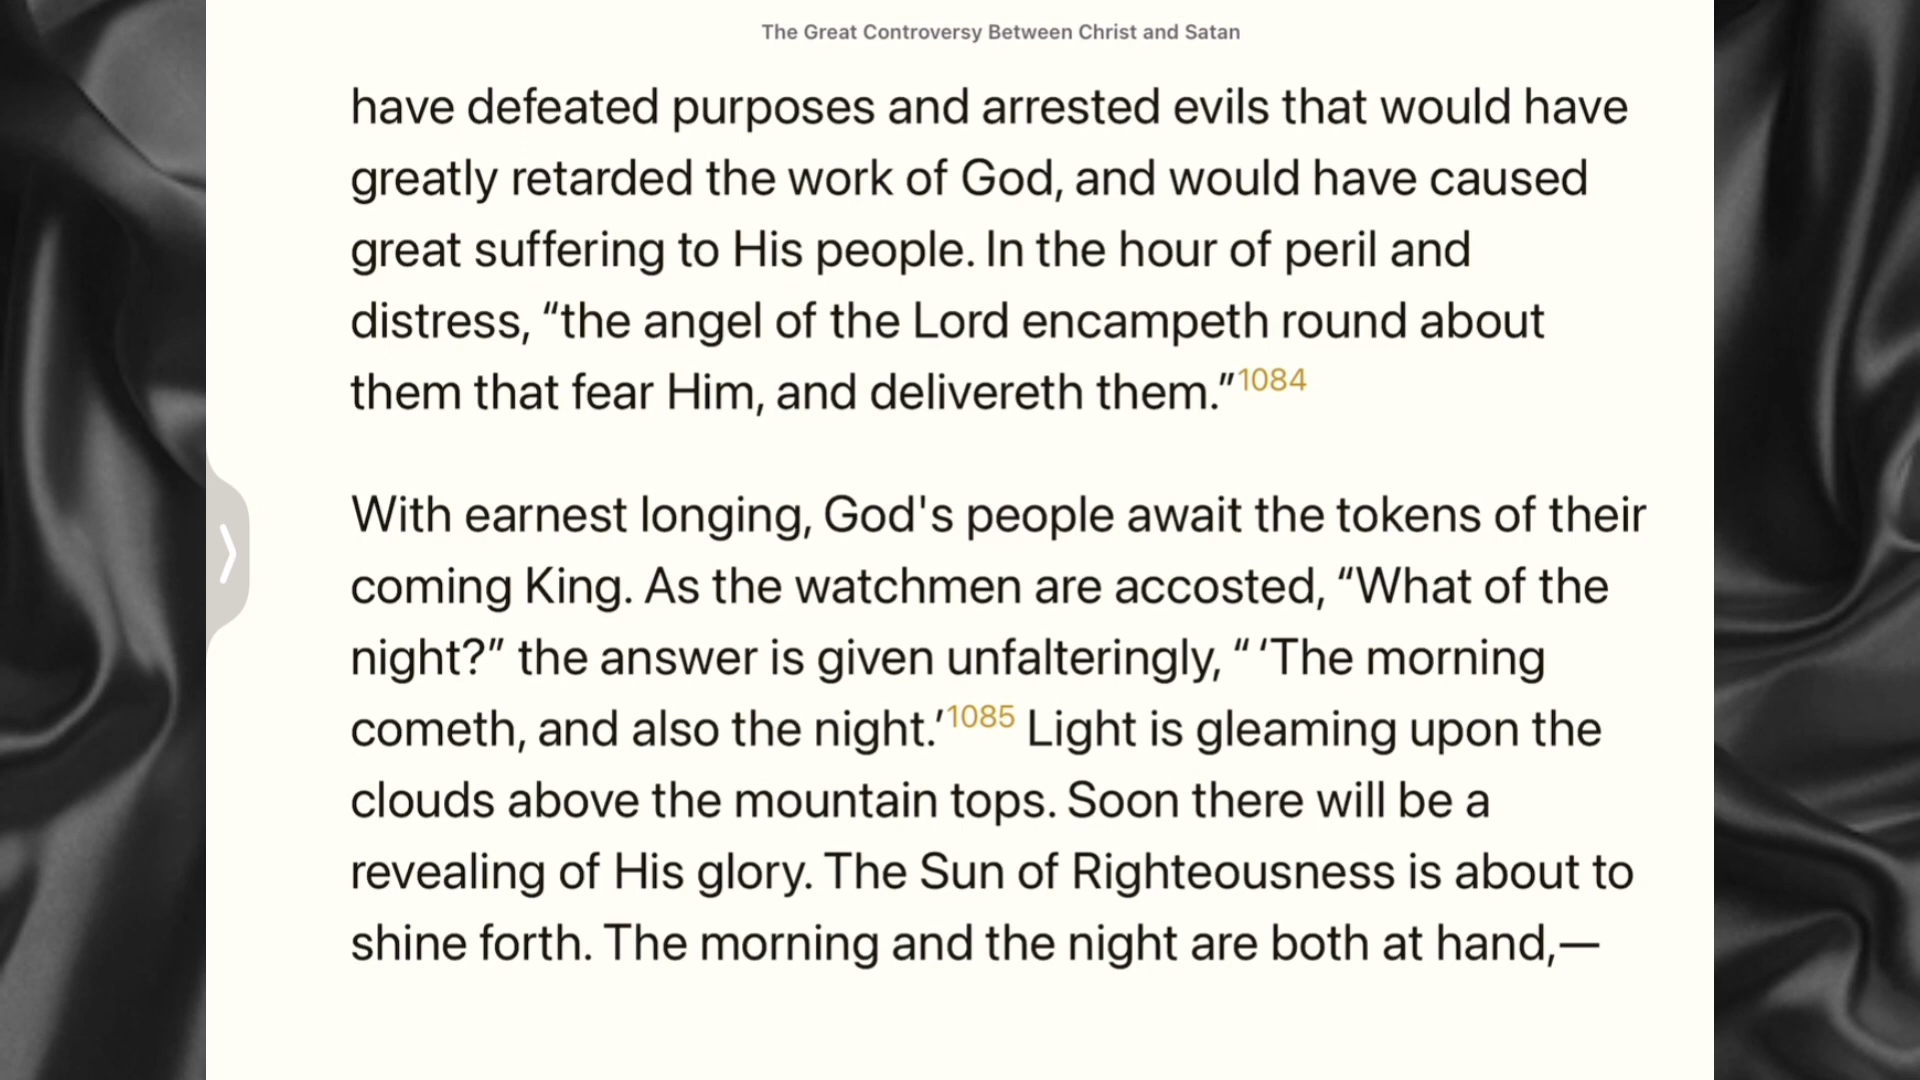 The Great Controversy Between Christ and Satan
have defeated purposes and arrested evils that would have
greatly retarded the work of God, and would have caused
great suffering to His people. In the hour of peril and
distress, “the angel of the Lord encampeth round about
them that fear Him, and delivereth them.”1084
With earnest longing, God's people await the tokens of their
coming King. As the watchmen are accosted, “What of the
night?” the answer is given unfalteringly, “ ‘The morning
cometh, and also the night.’1085 Light is gleaming upon the
clouds above the mountain tops. Soon there will be a
revealing of His glory. The Sun of Righteousness is about to
shine forth. The morning and the night are both at hand,—